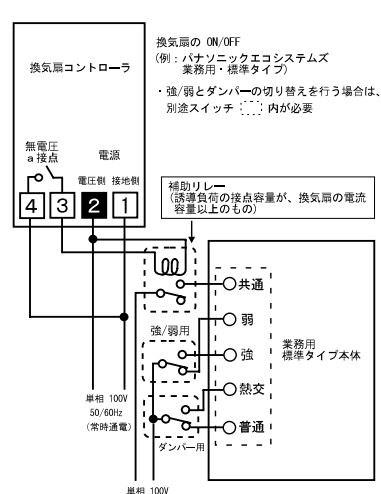 換気扇の ON/OFF
(例：パナソニックエコシステムズ
業務用・標準タイプ)
・強/弱とダンパーの切り替えを行う場合は、
別途スイッチ 内が必要
換気扇コントローラ
無電圧
a 接点
電源
電圧側 接地側
4 3 2 1
補助リレー
(誘導負荷の接点容量が、換気扇の電流
容量以上のもの)
共通
弱
強
熱交
普通
業務用
標準タイプ本体
強/弱用
ダンパー用
単相 100V
50/60Hz
(常時通電)
単相 100V